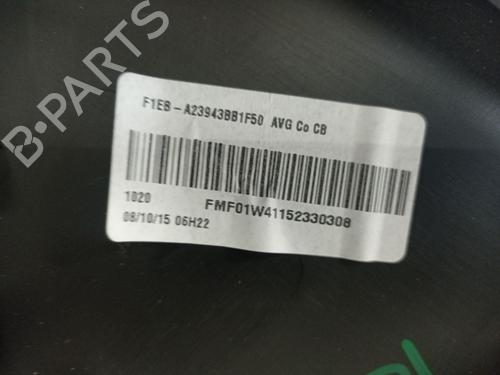 B-PARTS
F1EB-A23943BB1F50 AVG Co CB
1020
FMF01W41152330308
08/10/15 06H22